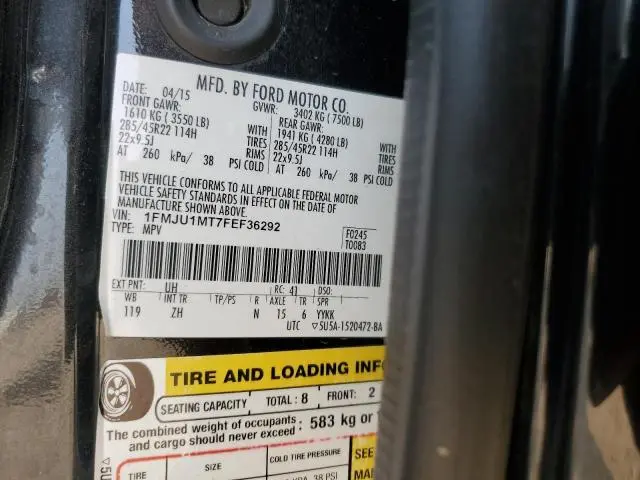 MFD. BY FORD MOTOR CO.
DATE: 04/15 GVWR: 3402 KG (7500 LB)
FRONT GAWR: REAR GAWR:
1610 KG (3550 LB) WITH 1941 KG (4280 LB) WITH
285/45R22 114H TIRES 285/45R22 114H TIRES
22x9.5J RIMS 22x9.5J RIMS
AT 260 kPa/ 38 PSI COLD AT 260 kPa/ 38 PSI COLD
THIS VEHICLE CONFORMS TO ALL APPLICABLE FEDERAL MOTOR
VEHICLE SAFETY STANDARDS IN EFFECT ON THE DATE OF
MANUFACTURE SHOWN ABOVE.
VIN: 1FMJU1MT7FEF36292 F0245
TYPE: MPV T0083
EXT PNT: UH RC: 41 DSO:
WB INT TR TP/PS R AXLE TR SPR
119 ZH N 15 6 YYKK
UTC ▽5U5A-1520472-BA
TIRE AND LOADING
SEATING CAPACITY TOTAL: 8 FRONT: 2
The combined weight of occupants
and cargo should never exceed : 583 kg or
TIRE SIZE COLD TIRE PRESSURE SEE
38 PSI
▽5U